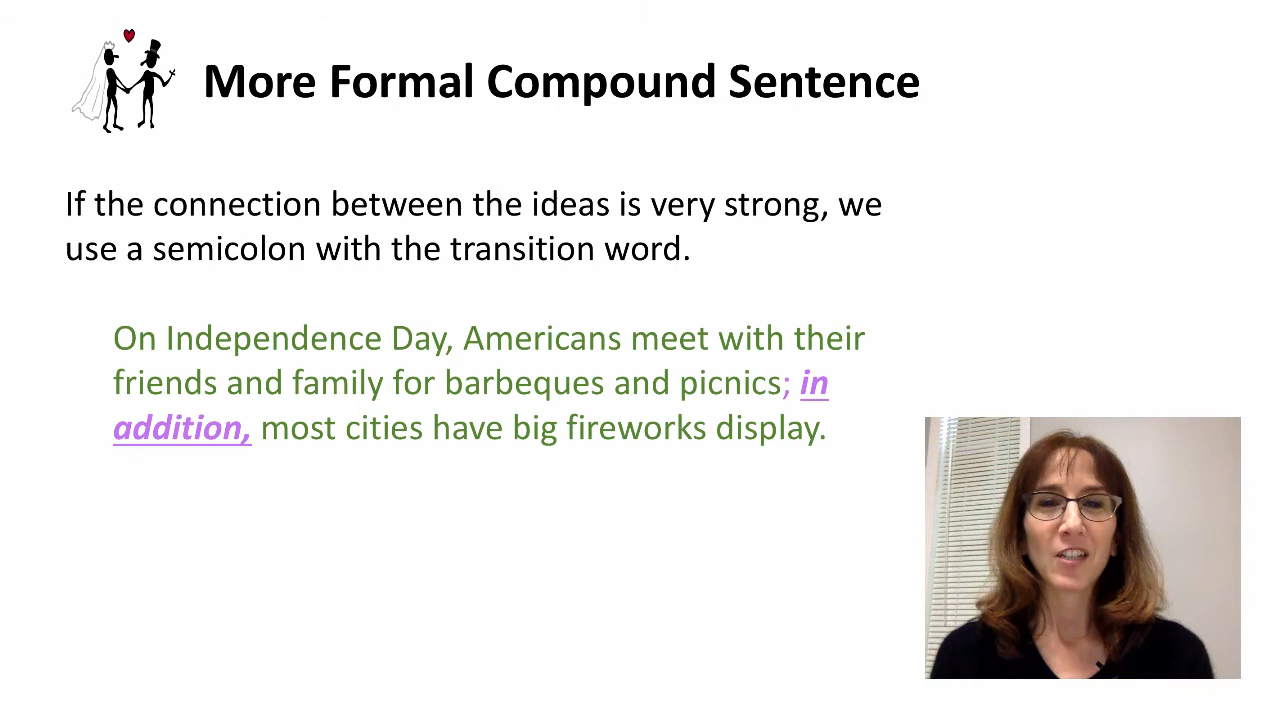 More Formal Compound Sentence
If the connection between the ideas is very strong, we
use a semicolon with the transition word.
On Independence Day, Americans meet with their
friends and family for barbeques and picnics; in
addition, most cities have big fireworks display.